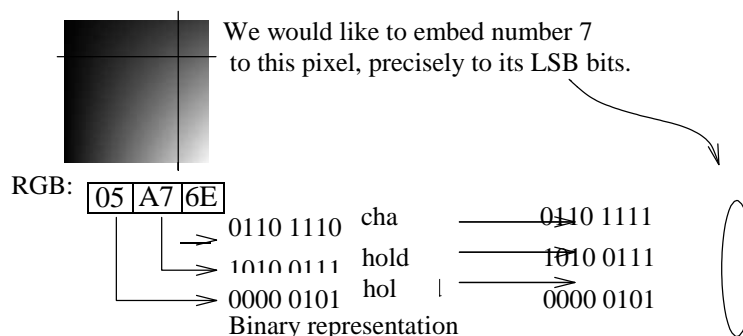 We would like to embed number 7
to this pixel, precisely to its LSB bits.
RGB: 05 A7 6E
0110 1110 cha 0110 1111
1010 0111 hold 1010 0111
0000 0101 hol 0000 0101
Binary representation